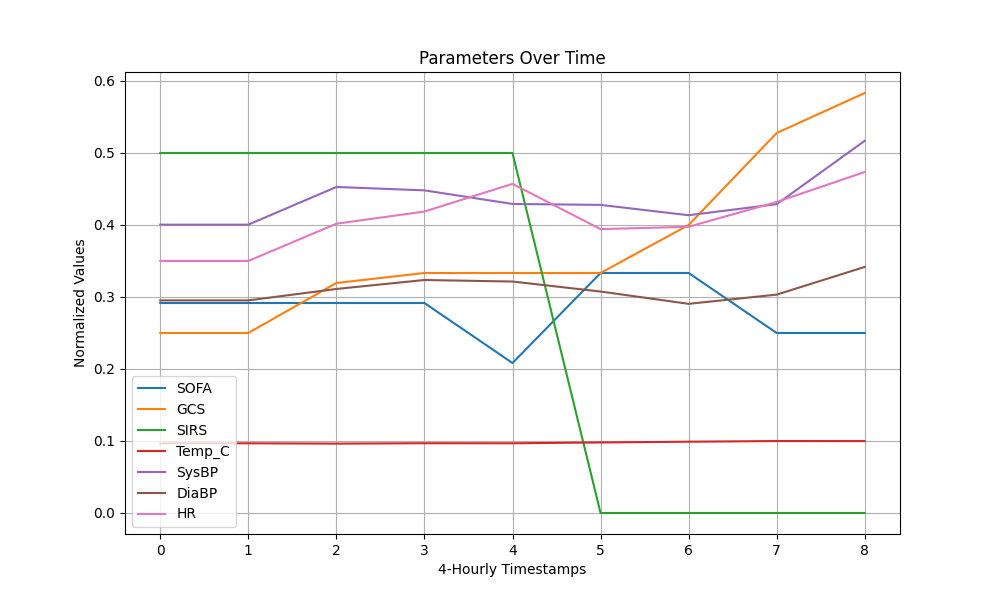 Parameters Over Time
Normalized Values
0.6
0.5
0.4
0.3
0.2
0.1
0.0
SOFA
GCS
SIRS
Temp_C
SysBP
DiaBP
HR
0 1 2 3 4 5 6 7 8
4-Hourly Timestamps